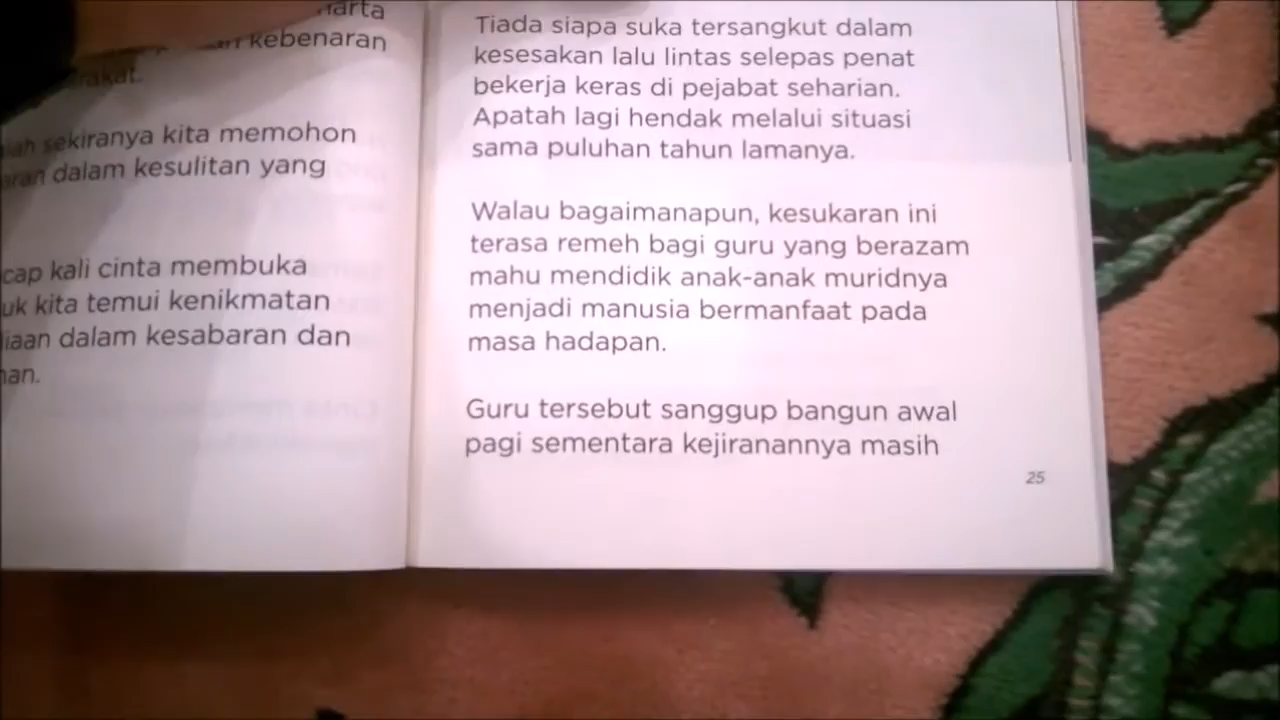 kebenaran
sekiranya kita memohon
dalam kesulitan yang
kali cinta membuka
kita temui kenikmatan
dalam kesabaran dan
Tiada siapa suka tersangkut dalam
kesesakan lalu lintas selepas penat
bekerja keras di pejabat seharian.
Apatah lagi hendak melalui situasi
sama puluhan tahun lamanya.
Walau bagaimanapun, kesukaran ini
terasa remeh bagi guru yang berazam
mahu mendidik anak-anak muridnya
menjadi manusia bermanfaat pada
masa hadapan.
Guru tersebut sanggup bangun awal
pagi sementara kejiranannya masih
25